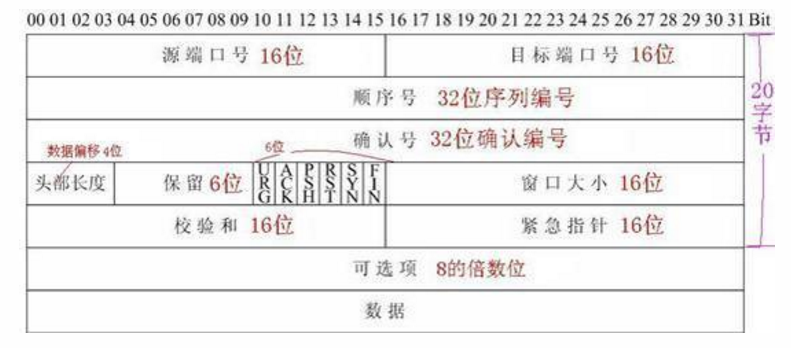 00 01 02 03 04 05 06 07 08 09 10 11 12 13 14 15 16 17 18 19 20 21 22 23 24 25 26 27 28 29 30 31 Bit
源端口号 16位 目标端口号 16位
顺序号 32位序列编号
确认号 32位确认编号
数据偏移4位 6位
头部长度 保留6位 URG ACK PSH RST SYN FIN 窗口大小 16位
校验和 16位 紧急指针 16位
可选项 8的倍数位
数据
20字节